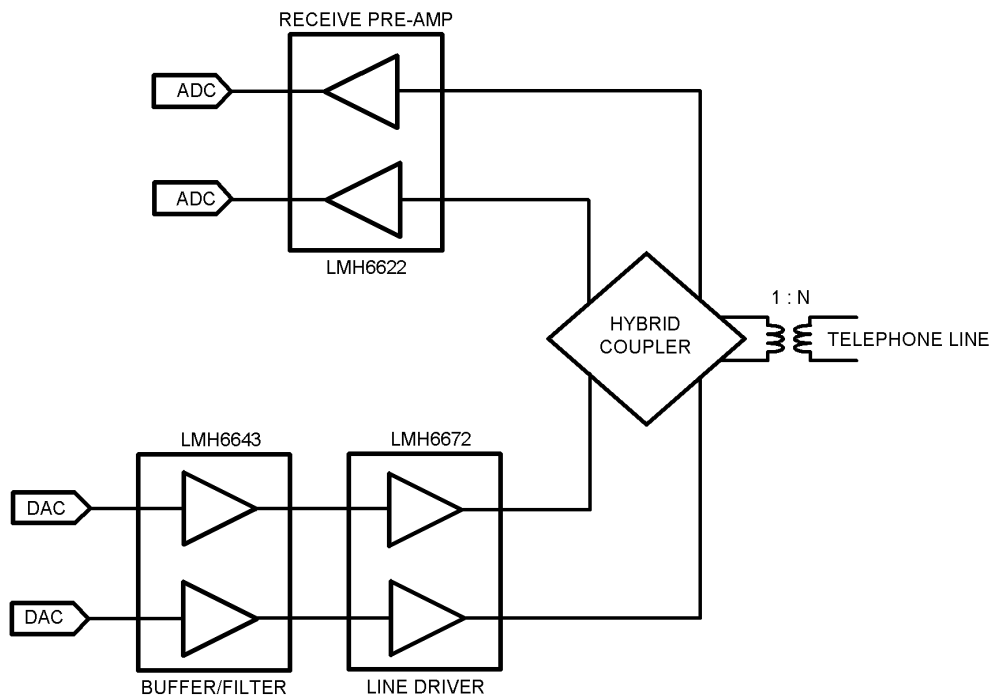 RECEIVE PRE-AMP
ADC
ADC
LMH6622
1 : N
HYBRID
COUPLER
TELEPHONE LINE
LMH6643
LMH6672
DAC
DAC
BUFFER/FILTER
LINE DRIVER